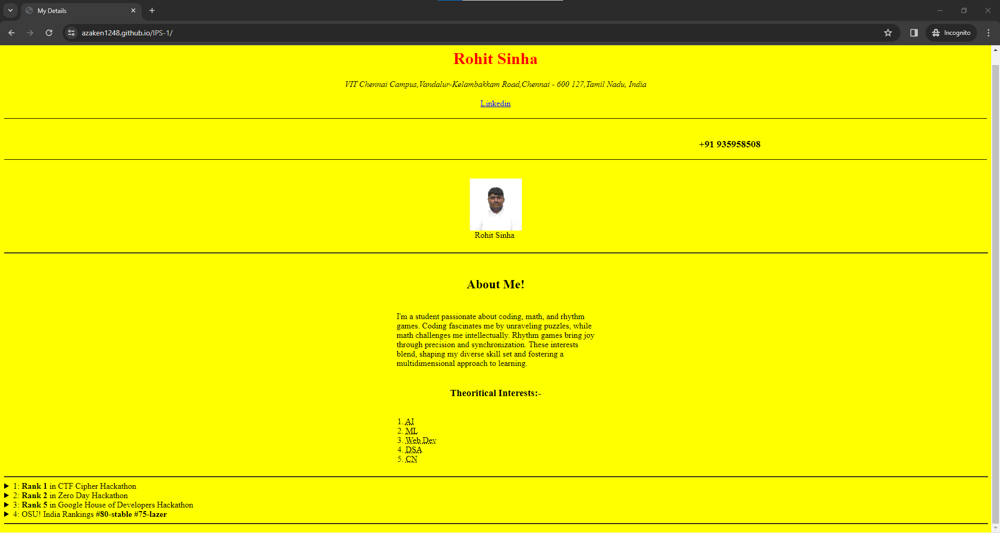 My Details
azaken1248.github.io/IPS-1/
Incognito
Rohit Sinha
VIT Chennai Campus,Vandalur-Kelambakkam Road,Chennai - 600 127,Tamil Nadu, India
Linkedin
+91 935958508
Rohit Sinha
About Me!
I'm a student passionate about coding, math, and rhythm
games. Coding fascinates me by unraveling puzzles, while
math challenges me intellectually. Rhythm games bring joy
through precision and synchronization. These interests
blend, shaping my diverse skill set and fostering a
multidimensional approach to learning.
Theoritical Interests:-
1. AI
2. ML
3. Web Dev
4. DSA
5. CN
1: Rank 1 in CTF Cipher Hackathon
2: Rank 2 in Zero Day Hackathon
3: Rank 5 in Google House of Developers Hackathon
4: OSU! India Rankings #80-stable #75-lazer